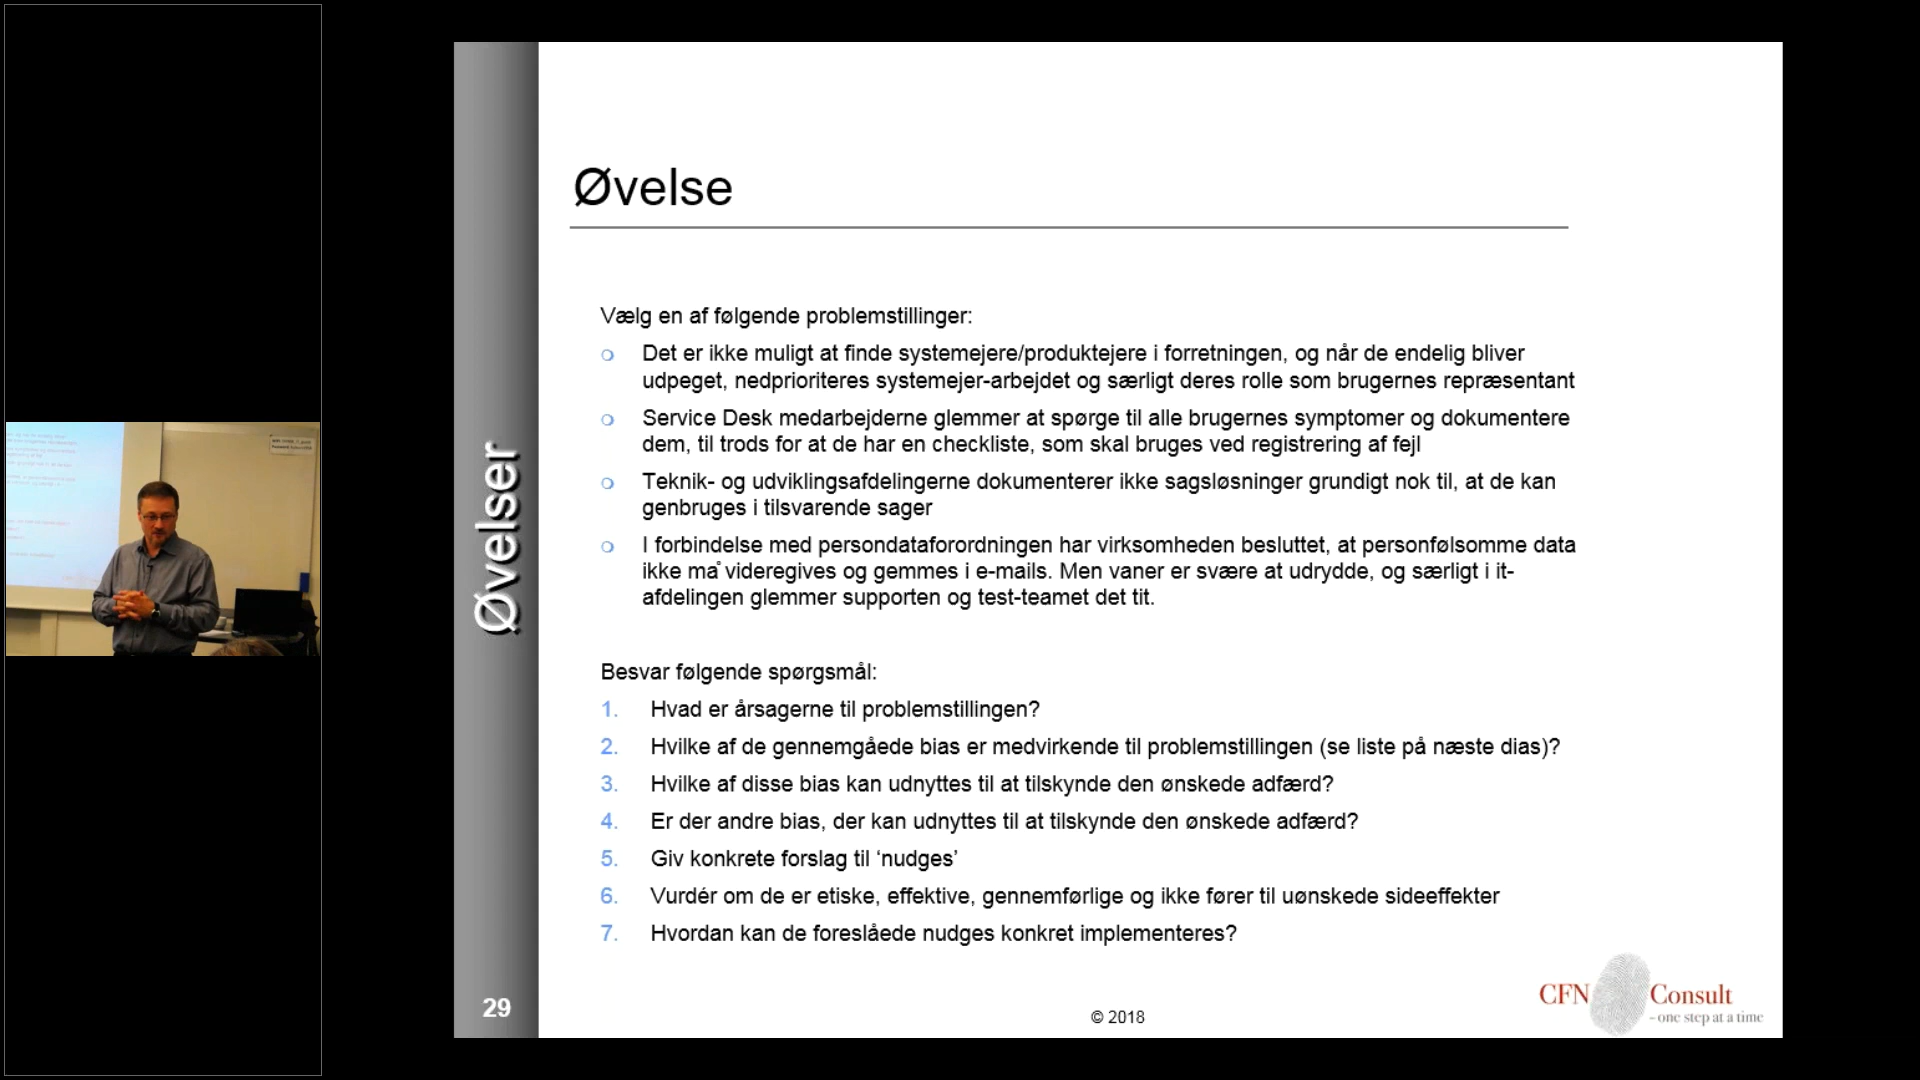 Øvelse
Vælg en af følgende problemstillinger:
Det er ikke muligt at finde systemejere/produktejere i forretningen, og når de endelig bliver
udpeget, nedprioriteres systemejer-arbejdet og særligt deres rolle som brugernes repræsentant
Service Desk medarbejderne glemmer at spørge til alle brugernes symptomer og dokumentere
dem, til trods for at de har en checkliste, som skal bruges ved registrering af fejl
Teknik- og udviklingsafdelingerne dokumenterer ikke sagsløsninger grundigt nok til, at de kan
genbruges i tilsvarende sager
I forbindelse med persondataforordningen har virksomheden besluttet, at personfølsomme data
ikke må videregives og gemmes i e-mails. Men vaner er svære at udrydde, og særligt i it-
afdelingen glemmer supporten og test-teamet det tit.
Besvar følgende spørgsmål:
1. Hvad er årsagerne til problemstillingen?
2. Hvilke af de gennemgåede bias er medvirkende til problemstillingen (se liste på næste dias)?
3. Hvilke af disse bias kan udnyttes til at tilskynde den ønskede adfærd?
4. Er der andre bias, der kan udnyttes til at tilskynde den ønskede adfærd?
5. Giv konkrete forslag til ‘nudges’
6. Vurdér om de er etiske, effektive, gennemførlige og ikke fører til uønskede sideeffekter
7. Hvordan kan de foreslåede nudges konkret implementeres?
Øvelser
29
© 2018
CFN Consult
- one step at a time